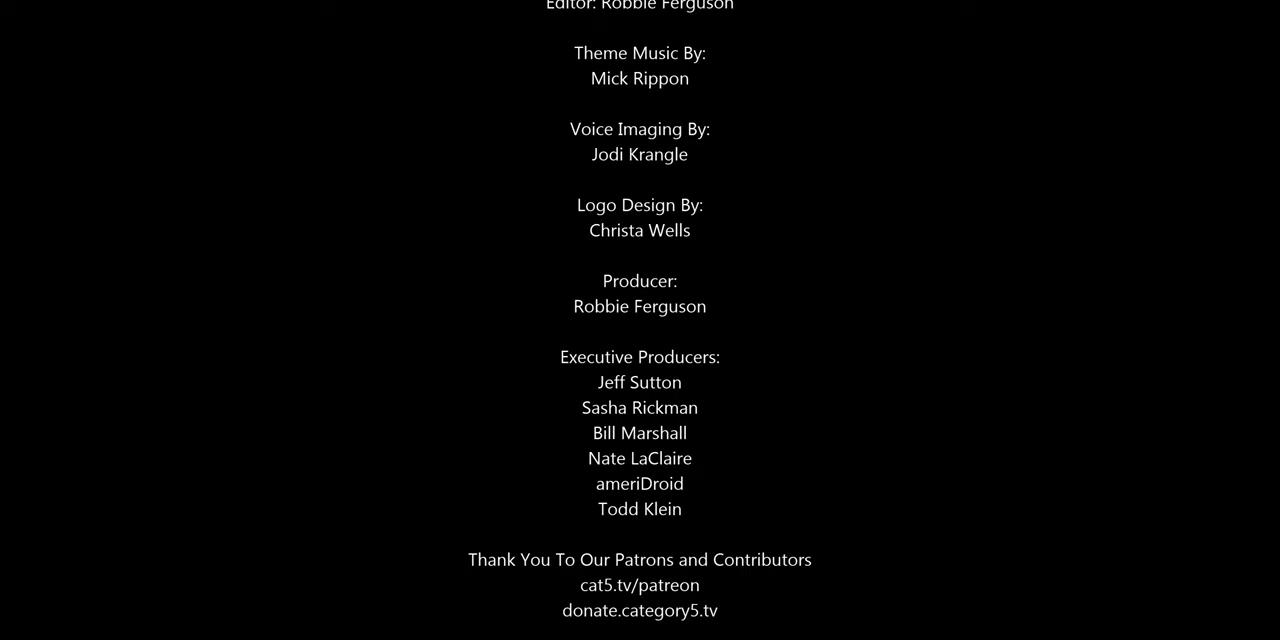 Editor: Robbie Ferguson
Theme Music By:
Mick Rippon
Voice Imaging By:
Jodi Krangle
Logo Design By:
Christa Wells
Producer:
Robbie Ferguson
Executive Producers:
Jeff Sutton
Sasha Rickman
Bill Marshall
Nate LaClaire
ameriDroid
Todd Klein
Thank You To Our Patrons and Contributors
cat5.tv/patreon
donate.category5.tv